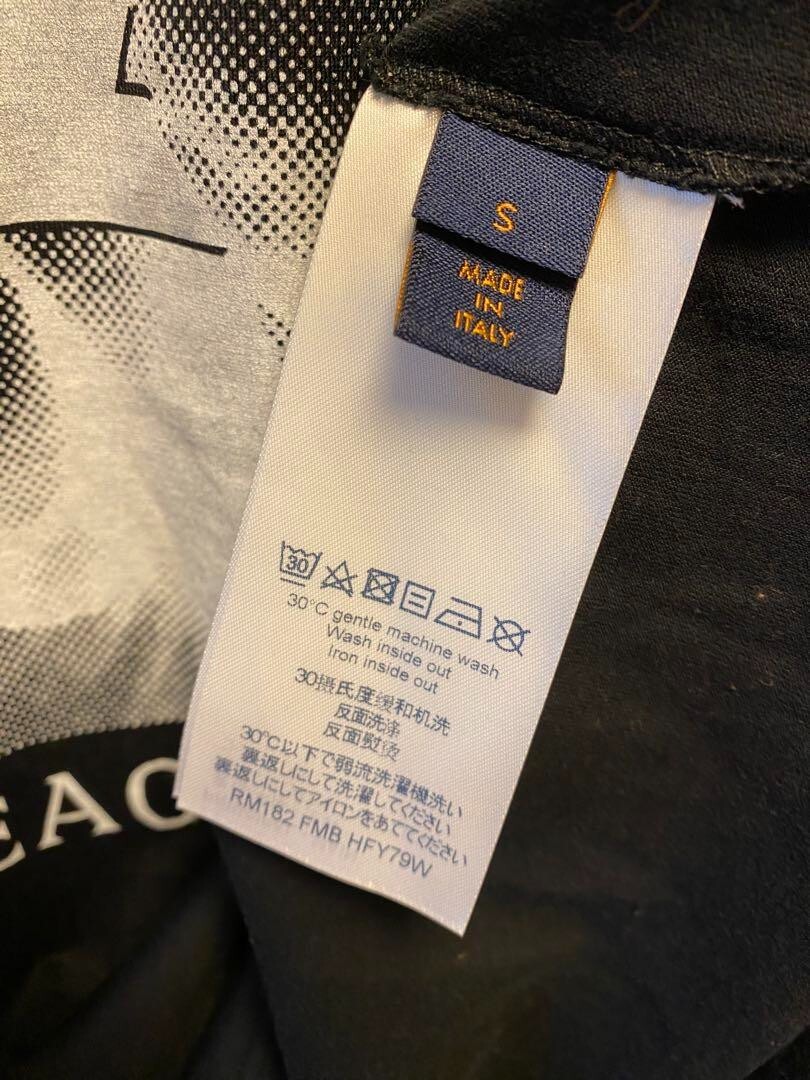 S
MADE
IN
ITALY
30
30°C gentle machine wash
Wash inside out
Iron inside out
30摄氏度缓和机洗
反面洗涤
反面熨烫
30℃以下で弱流洗濯機洗い
裏返しにして洗濯してください
裏返しにしてアイロンをあててください
RM182 FMB HFY79W
EAC